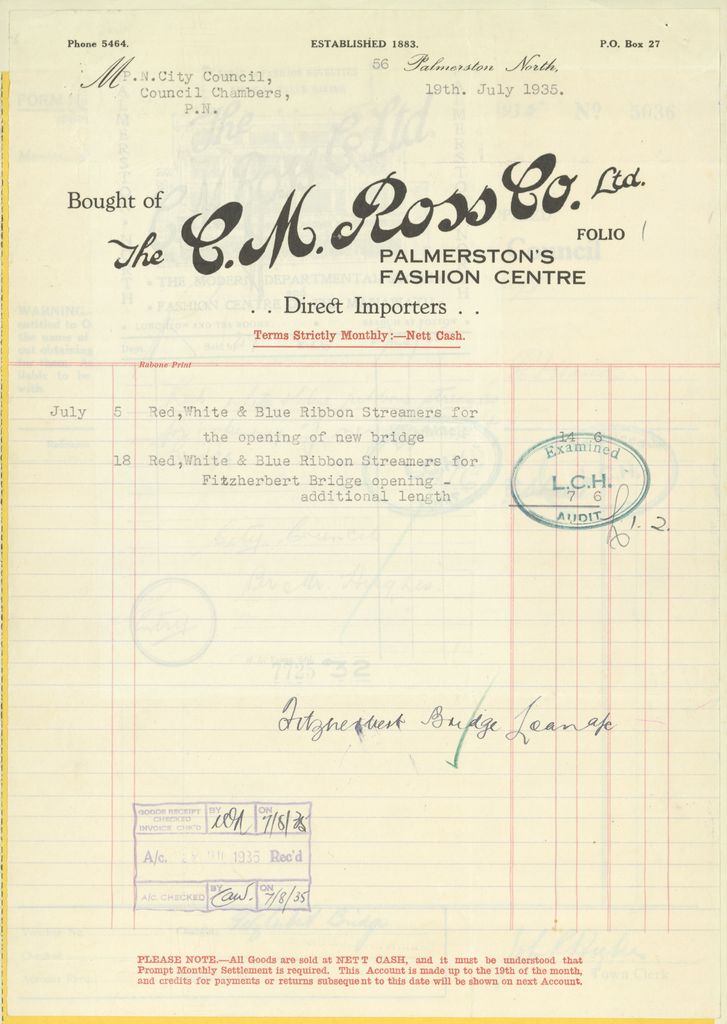 Phone 5464.
ESTABLISHED 1883.
P.O. Box 27
56
Palmerston North,
M P.N.City Council,
19th. July 1935.
Council Chambers,
P.N.
Bought of
The C. M. Ross Co. Ltd.
FOLIO 1
PALMERSTON'S
FASHION CENTRE
. . Direct Importers . .
Terms Strictly Monthly:—Nett Cash.
Rabone Print
July 5 Red,White & Blue Ribbon Streamers for
the opening of new bridge 14 6
18 Red,White & Blue Ribbon Streamers for
Fitzherbert Bridge opening -
additional length 7 6
Examined
L.C.H.
AUDIT
1. 2.
Fitzherbert Bridge Loan a/c
GOODS RECEIPT
CHECKED
INVOICE CHK'D
BY
ON 7/8/35
A/c. 1935 Rec'd
A/C. CHECKED
BY
ON 7/8/35
PLEASE NOTE.—All Goods are sold at NETT CASH, and it must be understood that
Prompt Monthly Settlement is required. This Account is made up to the 19th of the month,
and credits for payments or returns subsequent to this date will be shown on next Account.